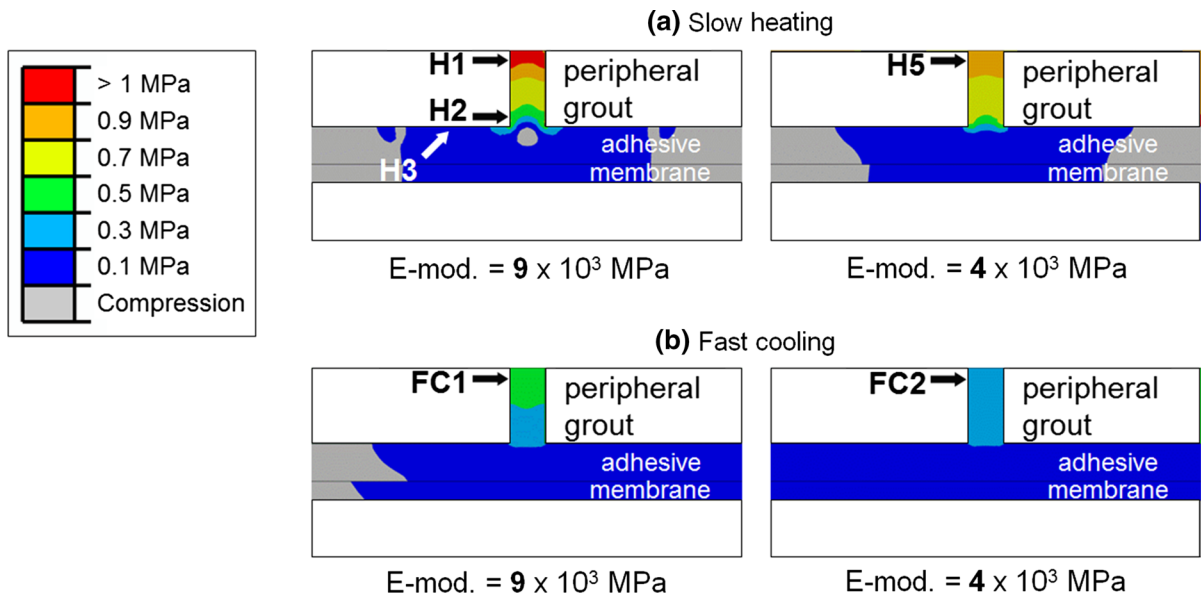 (a) Slow heating
> 1 MPa
0.9 MPa
0.7 MPa
0.5 MPa
0.3 MPa
0.1 MPa
Compression
H1
H2
H3
peripheral
grout
adhesive
membrane
E-mod. = 9 x 10³ MPa
H5
peripheral
grout
adhesive
membrane
E-mod. = 4 x 10³ MPa
(b) Fast cooling
FC1
peripheral
grout
adhesive
membrane
E-mod. = 9 x 10³ MPa
FC2
peripheral
grout
adhesive
membrane
E-mod. = 4 x 10³ MPa